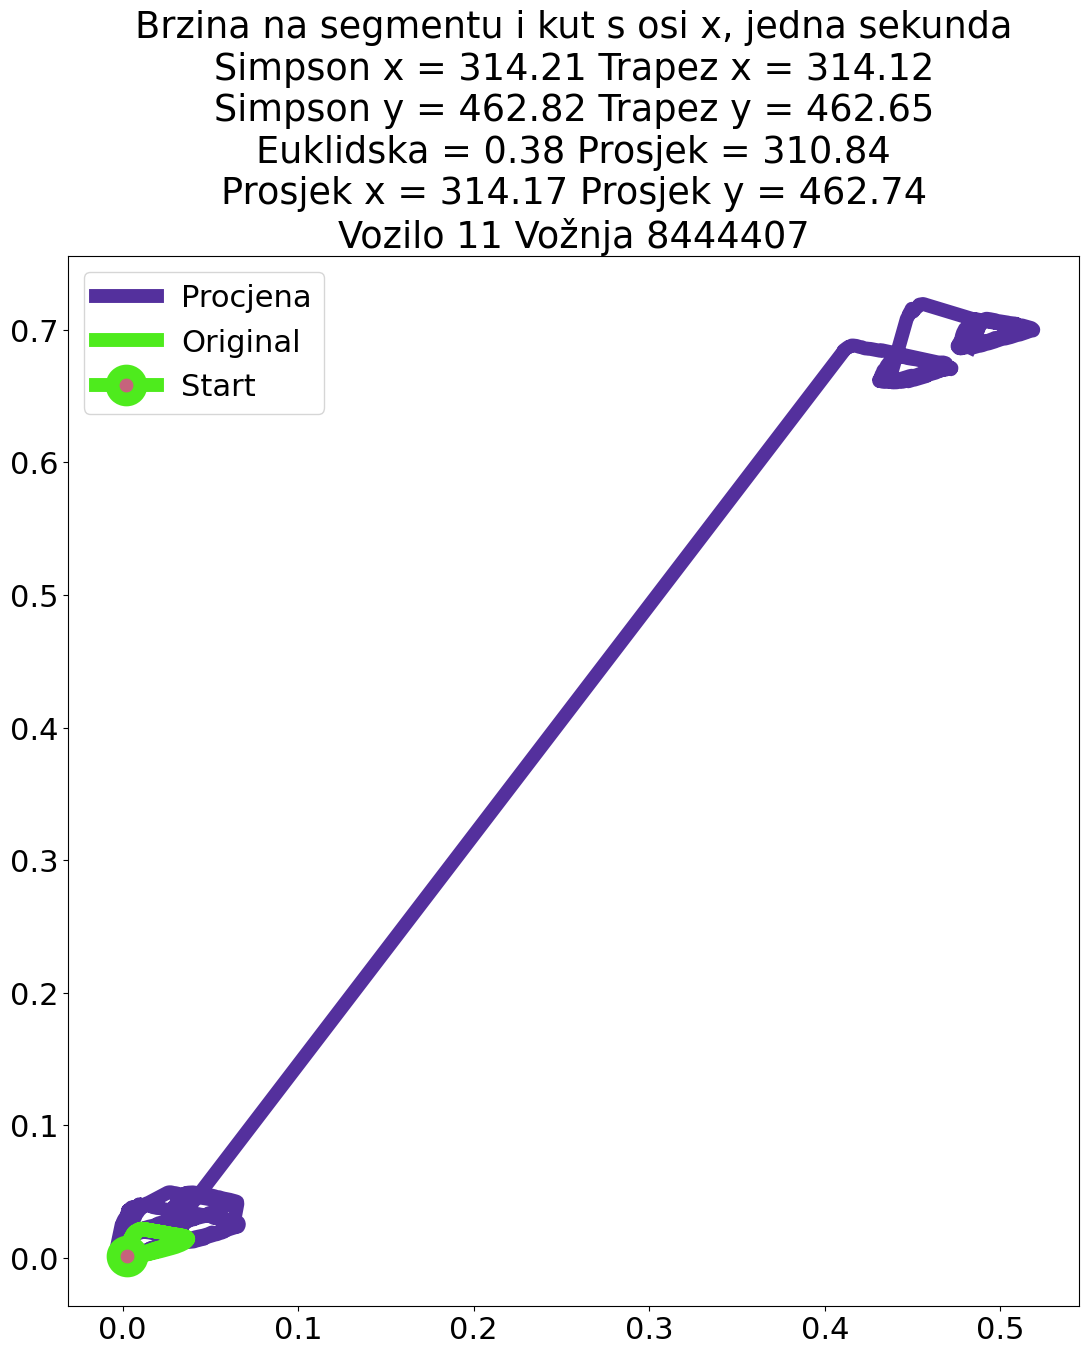 Brzina na segmentu i kut s osi x, jedna sekunda
Simpson x = 314.21 Trapez x = 314.12
Simpson y = 462.82 Trapez y = 462.65
Euklidska = 0.38 Prosjek = 310.84
Prosjek x = 314.17 Prosjek y = 462.74
Vozilo 11 Vožnja 8444407
Procjena
Original
Start
0.7
0.6
0.5
0.4
0.3
0.2
0.1
0.0
0.0 0.1 0.2 0.3 0.4 0.5